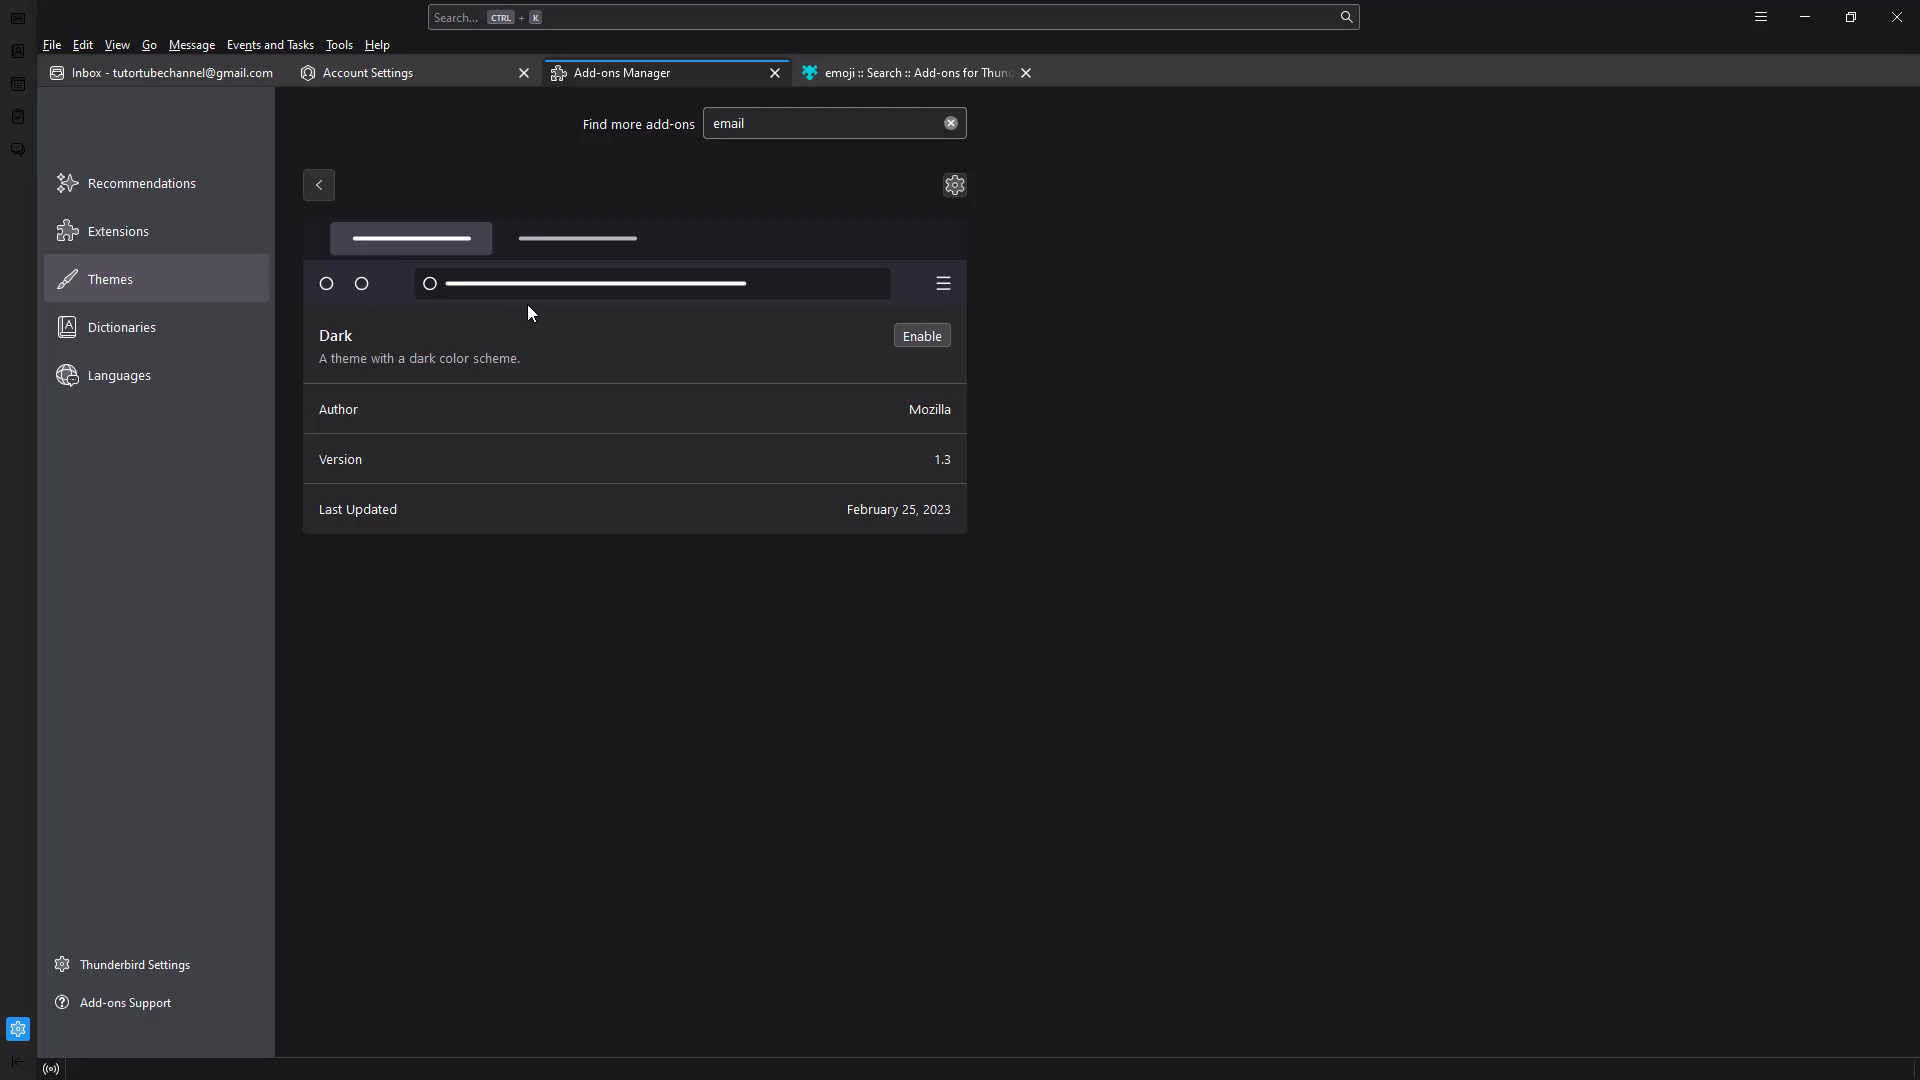 Search... CTRL + K
File Edit View Go Message Events and Tasks Tools Help
Inbox - tutortubechannel@gmail.com Account Settings Add-ons Manager emoji :: Search :: Add-ons for Thun
Find more add-ons email
Recommendations
Extensions
Themes
Dictionaries
Languages
Dark Enable
A theme with a dark color scheme.
Author Mozilla
Version 1.3
Last Updated February 25, 2023
Thunderbird Settings
Add-ons Support